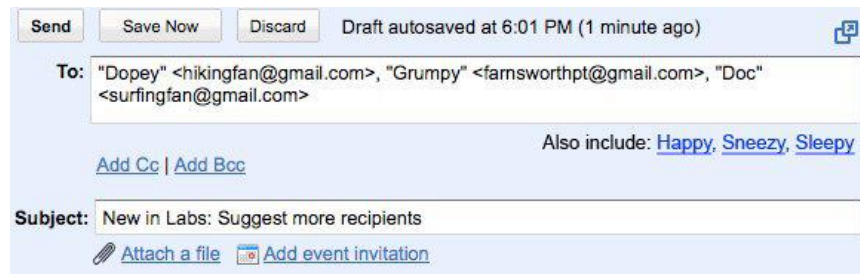 Send Save Now Discard Draft autosaved at 6:01 PM (1 minute ago)
To: "Dopey" <hikingfan@gmail.com>, "Grumpy" <farnsworthpt@gmail.com>, "Doc"
<surfingfan@gmail.com>
Also include: Happy, Sneezy, Sleepy
Add Cc | Add Bcc
Subject: New in Labs: Suggest more recipients
Attach a file Add event invitation